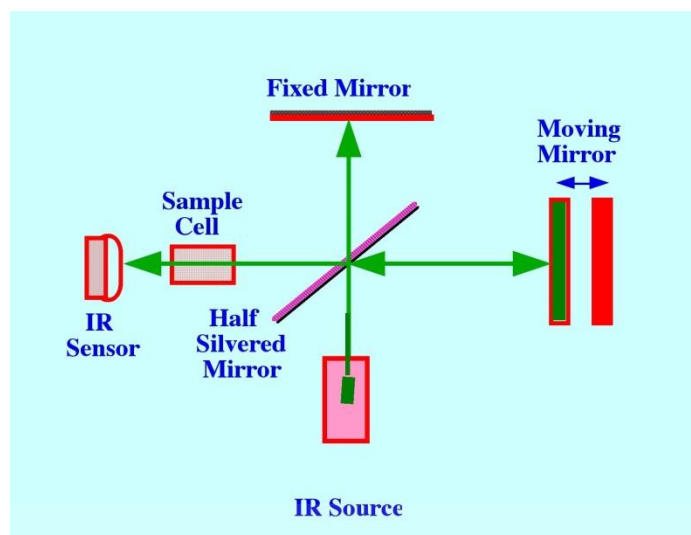 Fixed Mirror
Moving
Mirror
Sample
Cell
IR
Sensor
Half
Silvered
Mirror
IR Source